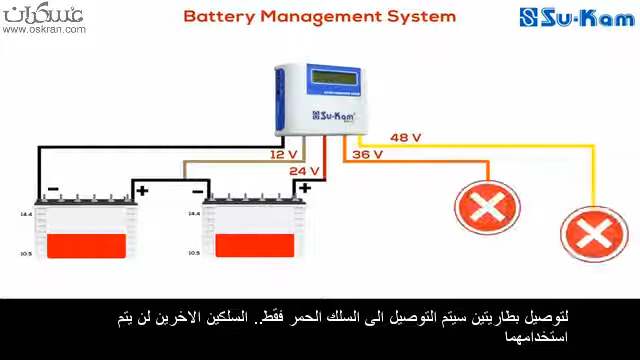 عسكران
www.oskran.com
Battery Management System
Su-Kam
Su-Kam
48 V
12 V
36 V
24 V
- + - +
14.4
14.4
10.5
10.5
لتوصيل بطاريتين سيتم التوصيل الى السلك الحمر فقط.. السلكين الاخرين لن يتم
استخدامهما